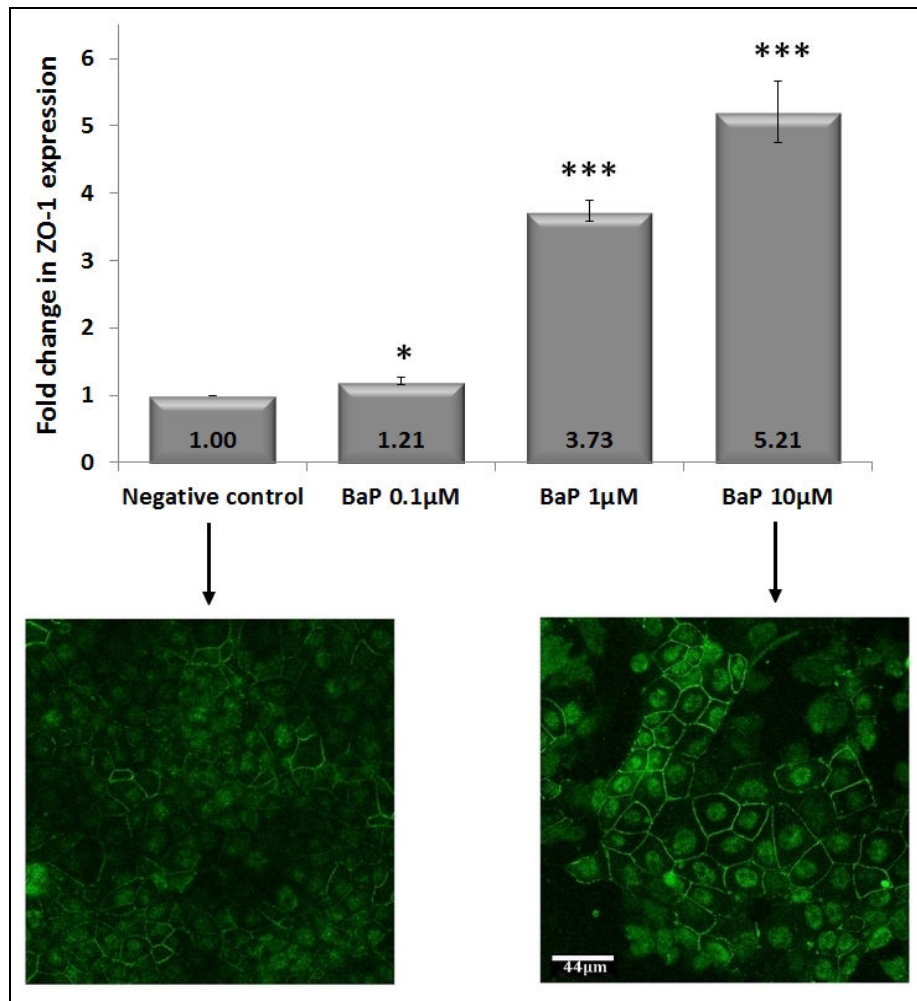 Fold change in ZO-1 expression
6
5
4
3
2
1
0
*
***
***
1.00
1.21
3.73
5.21
Negative control
BaP 0.1µM
BaP 1µM
BaP 10µM
44µm